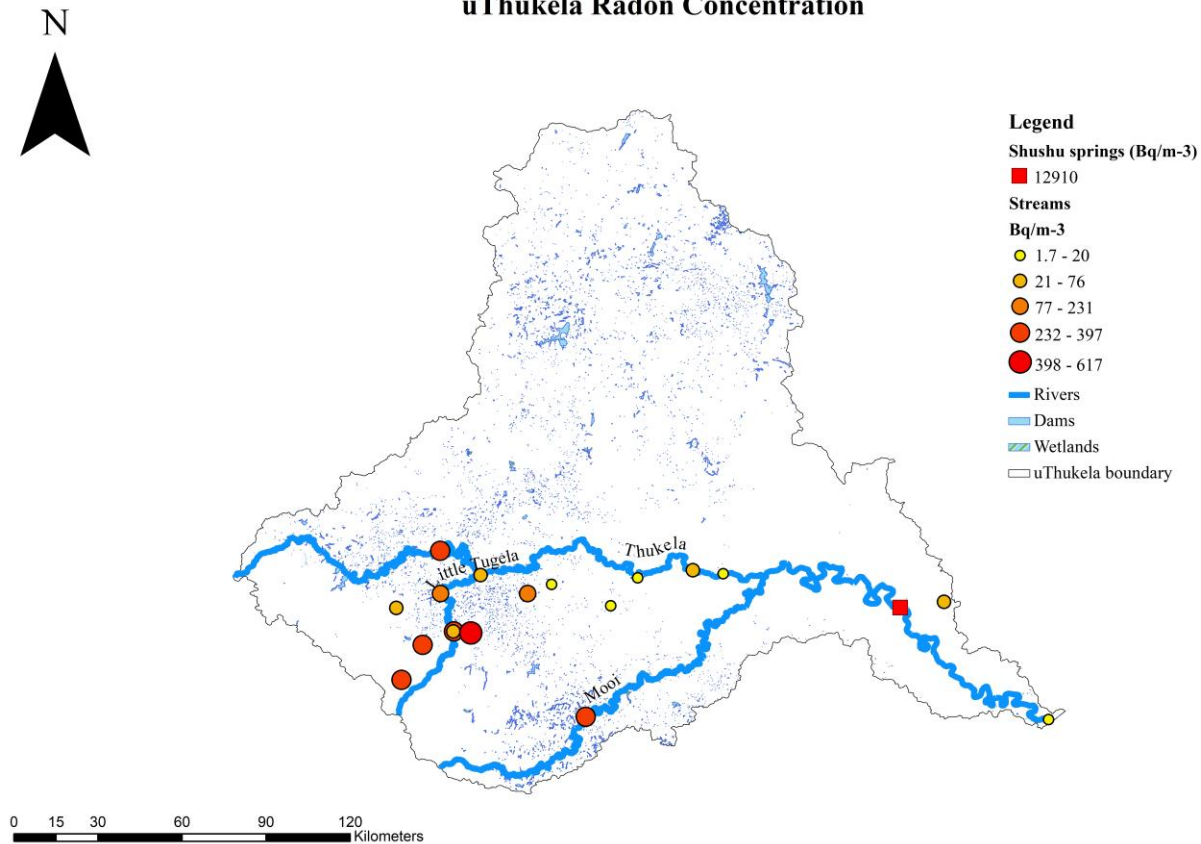 uThukela Radon Concentration
N
Legend
Shushu springs (Bq/m-3)
12910
Streams
Bq/m-3
1.7 - 20
21 - 76
77 - 231
232 - 397
398 - 617
Rivers
Dams
Wetlands
uThukela boundary
Thukela
Little Tugela
Mooi
0 15 30 60 90 120
Kilometers